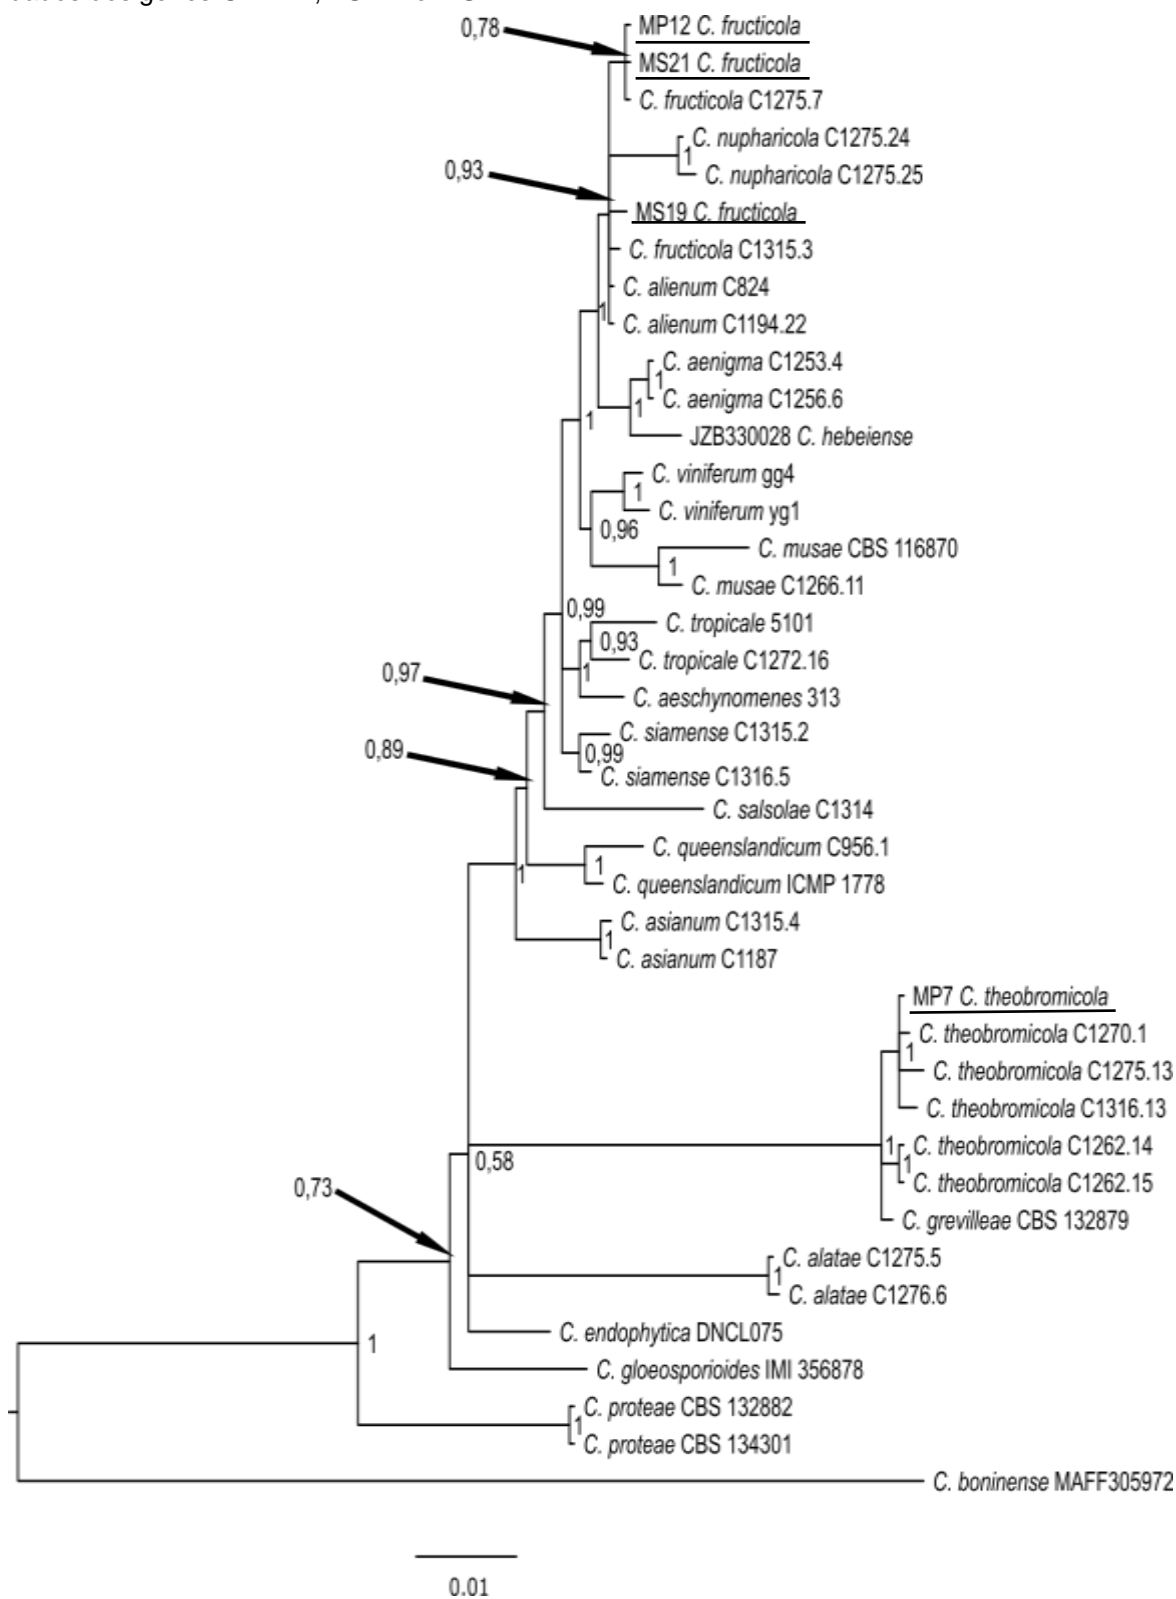 0,78
MP12 C. fructicola
MS21 C. fructicola
C. fructicola C1275.7
C. nupharicola C1275.24
1
0,93
C. nupharicola C1275.25
MS19 C. fructicola
C. fructicola C1315.3
C. alienum C824
1
C. alienum C1194.22
C. aenigma C1253.4
1
C. aenigma C1256.6
1
1
JZB330028 C. hebeiense
C. viniferum gg4
1
C. viniferum yg1
0,96
C. musae CBS 116870
1
C. musae C1266.11
0,99
C. tropicale 5101
0,93
C. tropicale C1272.16
0,97
1
C. aeschynomenes 313
C. siamense C1315.2
0,89
0,99
C. siamense C1316.5
C. salsolae C1314
C. queenslandicum C956.1
1
1
C. queenslandicum ICMP 1778
C. asianum C1315.4
1
C. asianum C1187
MP7 C. theobromicola
C. theobromicola C1270.1
1
C. theobromicola C1275.13
C. theobromicola C1316.13
1
C. theobromicola C1262.14
0,58
1
C. theobromicola C1262.15
0,73
C. grevilleae CBS 132879
C. alatae C1275.5
1
C. alatae C1276.6
C. endophytica DNCL075
1
C. gloeosporioides IMI 356878
C. proteae CBS 132882
1
C. proteae CBS 134301
C. boninense MAFF305972
0.01